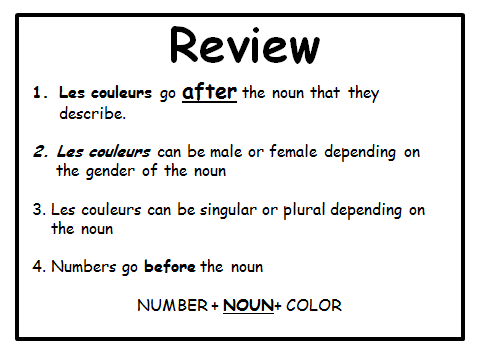 Review
1. Les couleurs go after the noun that they
describe.
2. Les couleurs can be male or female depending on
the gender of the noun
3. Les couleurs can be singular or plural depending on
the noun
4. Numbers go before the noun
NUMBER + NOUN+ COLOR